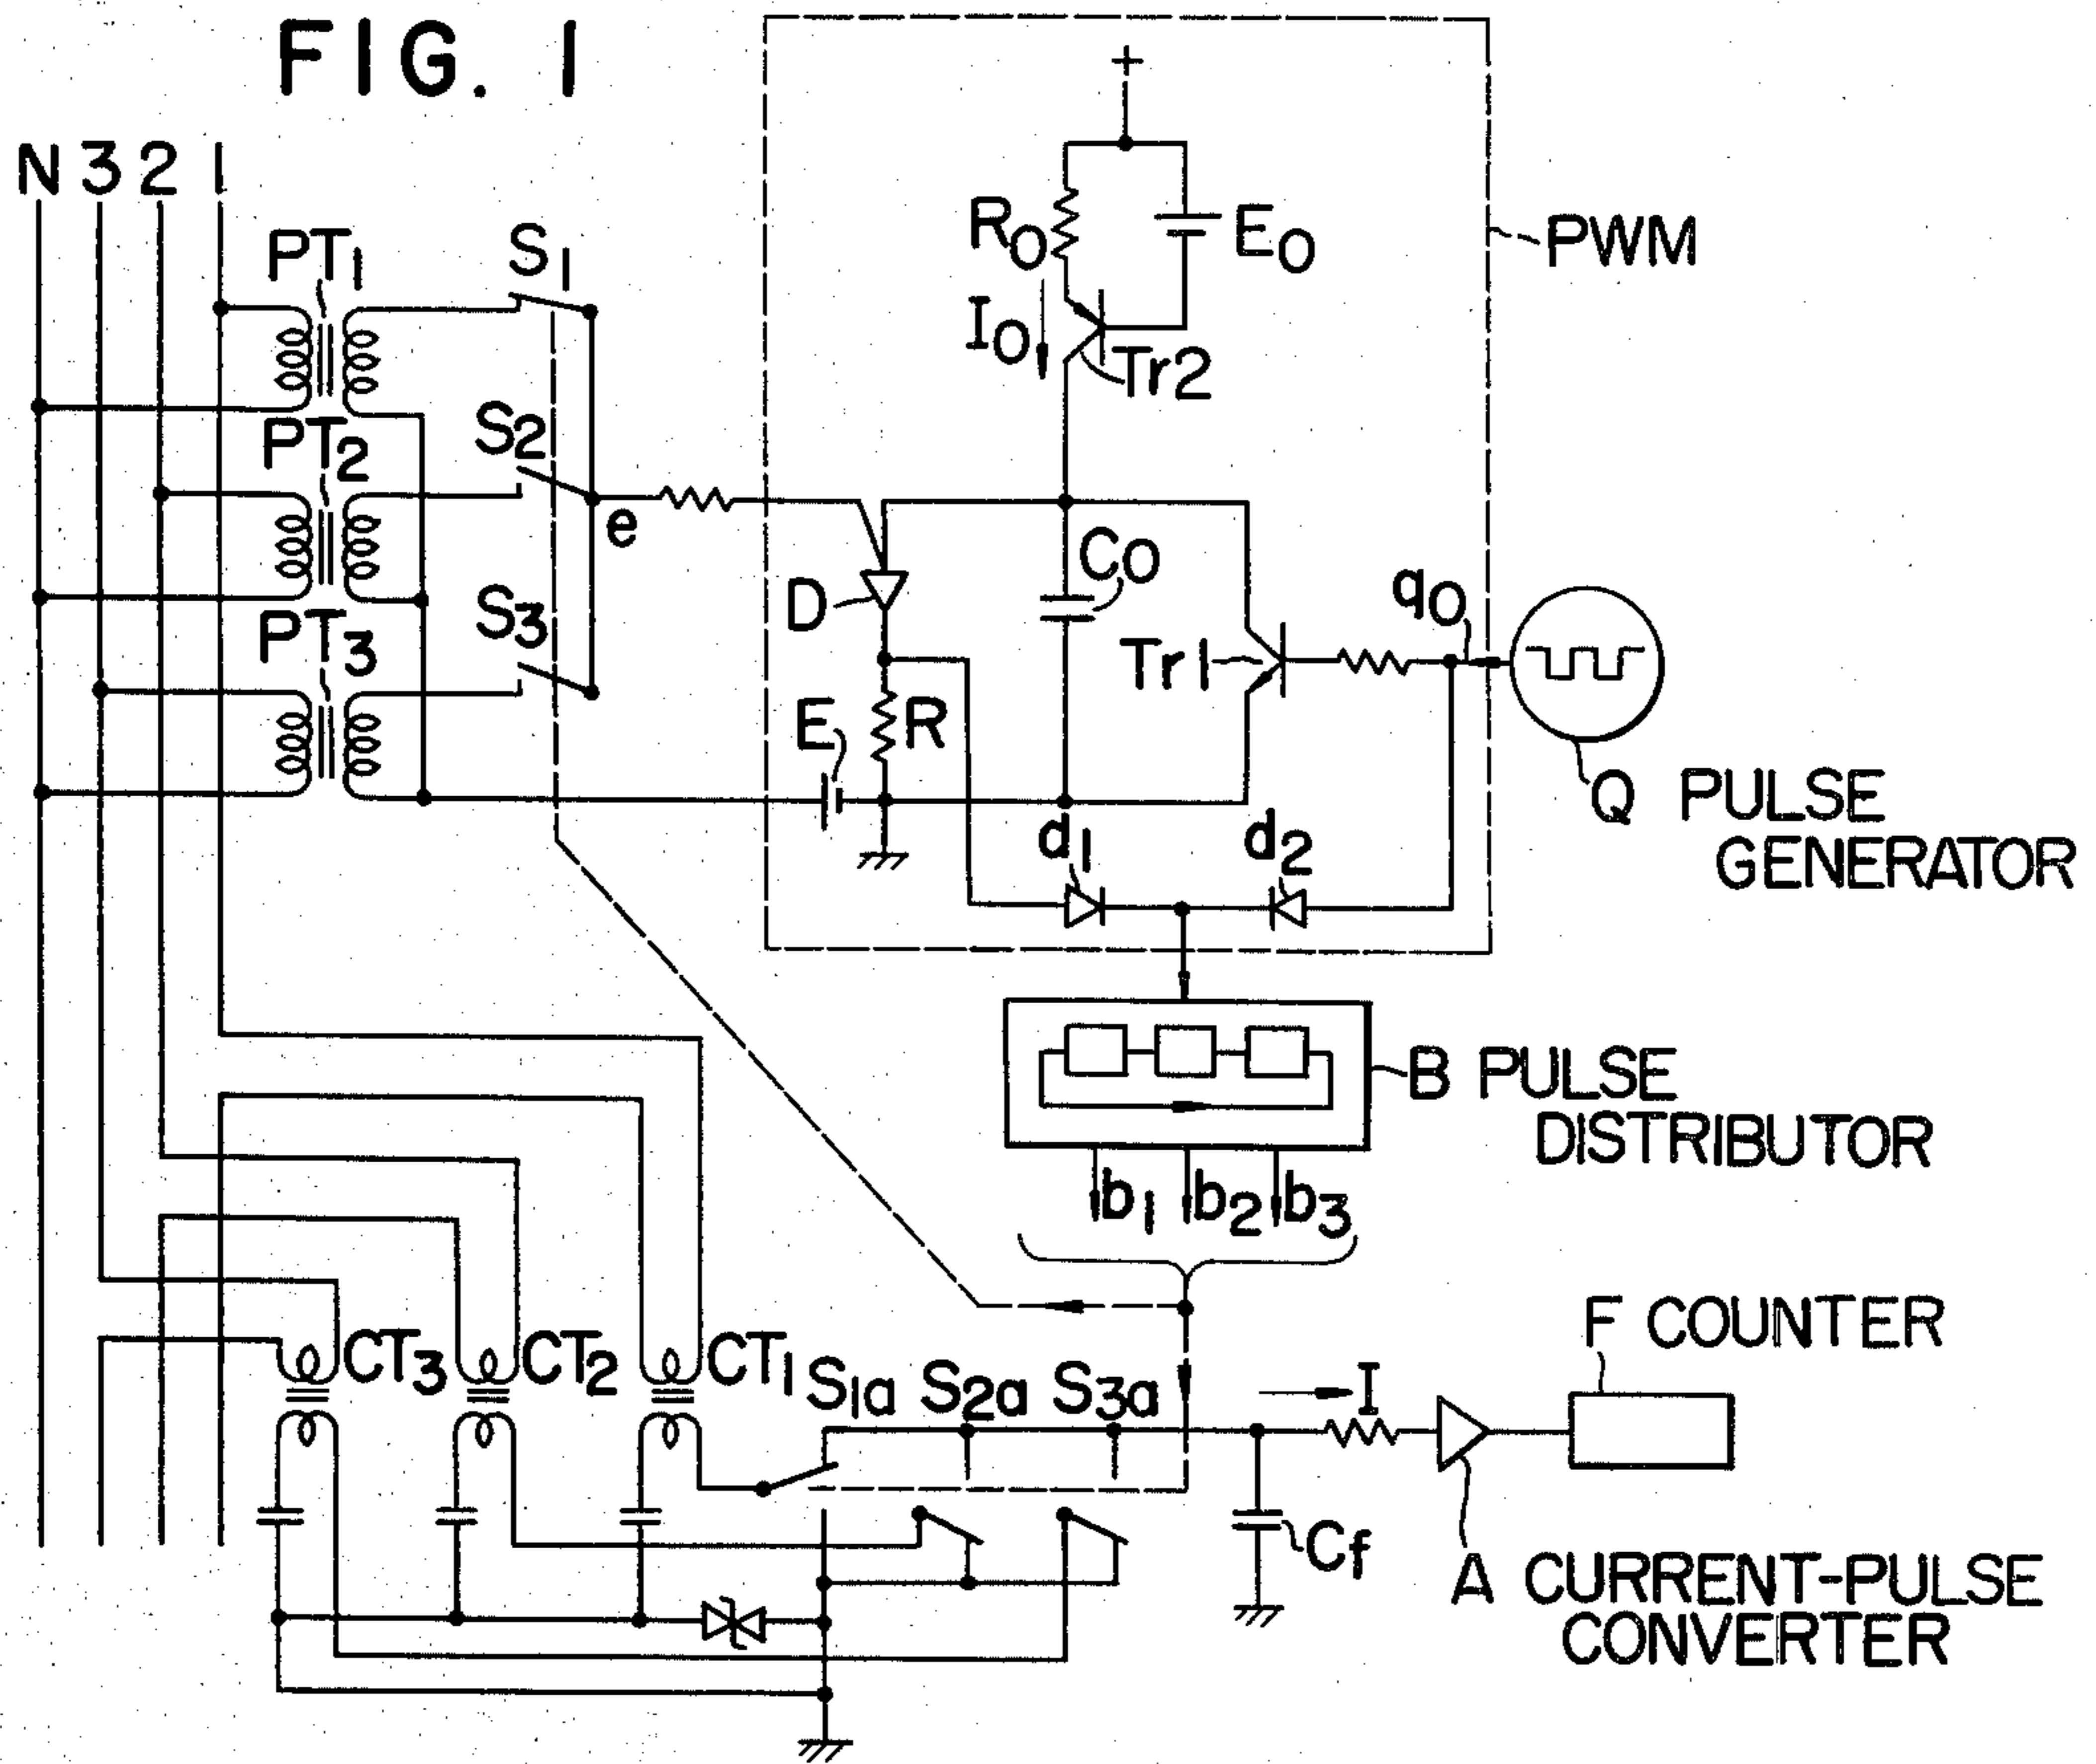 FIG. 1
N 3 2 1
PT1
S1
PT2
S2
e
PT3
S3
+
R0
E0
I0
Tr2
PWM
D
C0
Tr1
q0
E
R
Q PULSE
GENERATOR
d1
d2
B PULSE
DISTRIBUTOR
b1 b2 b3
CT3 CT2 CT1
S1a S2a S3a
I
F COUNTER
Cf
A CURRENT-PULSE
CONVERTER